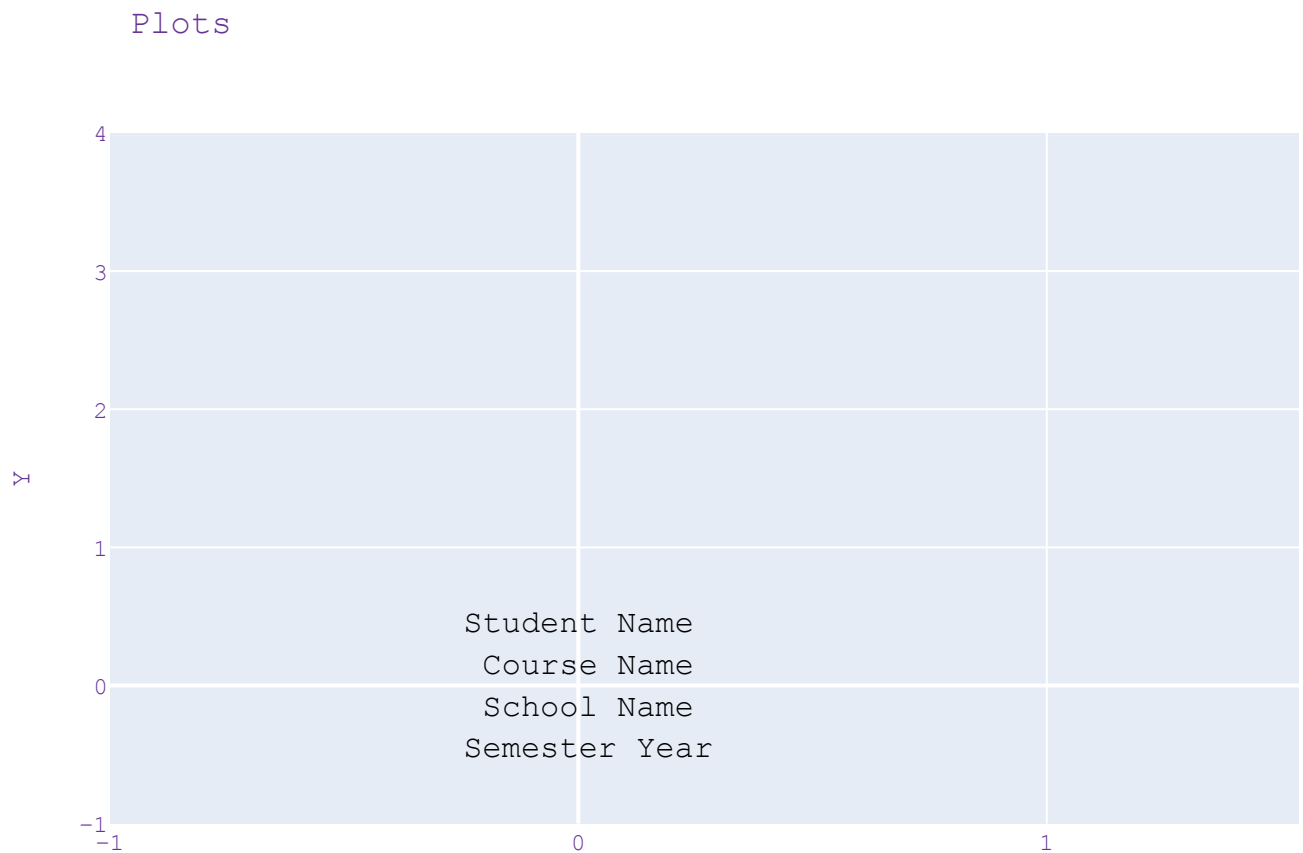 Plots
4
3
2
Y
1
Student Name
Course Name
0
School Name
Semester Year
−1
−1 0 1